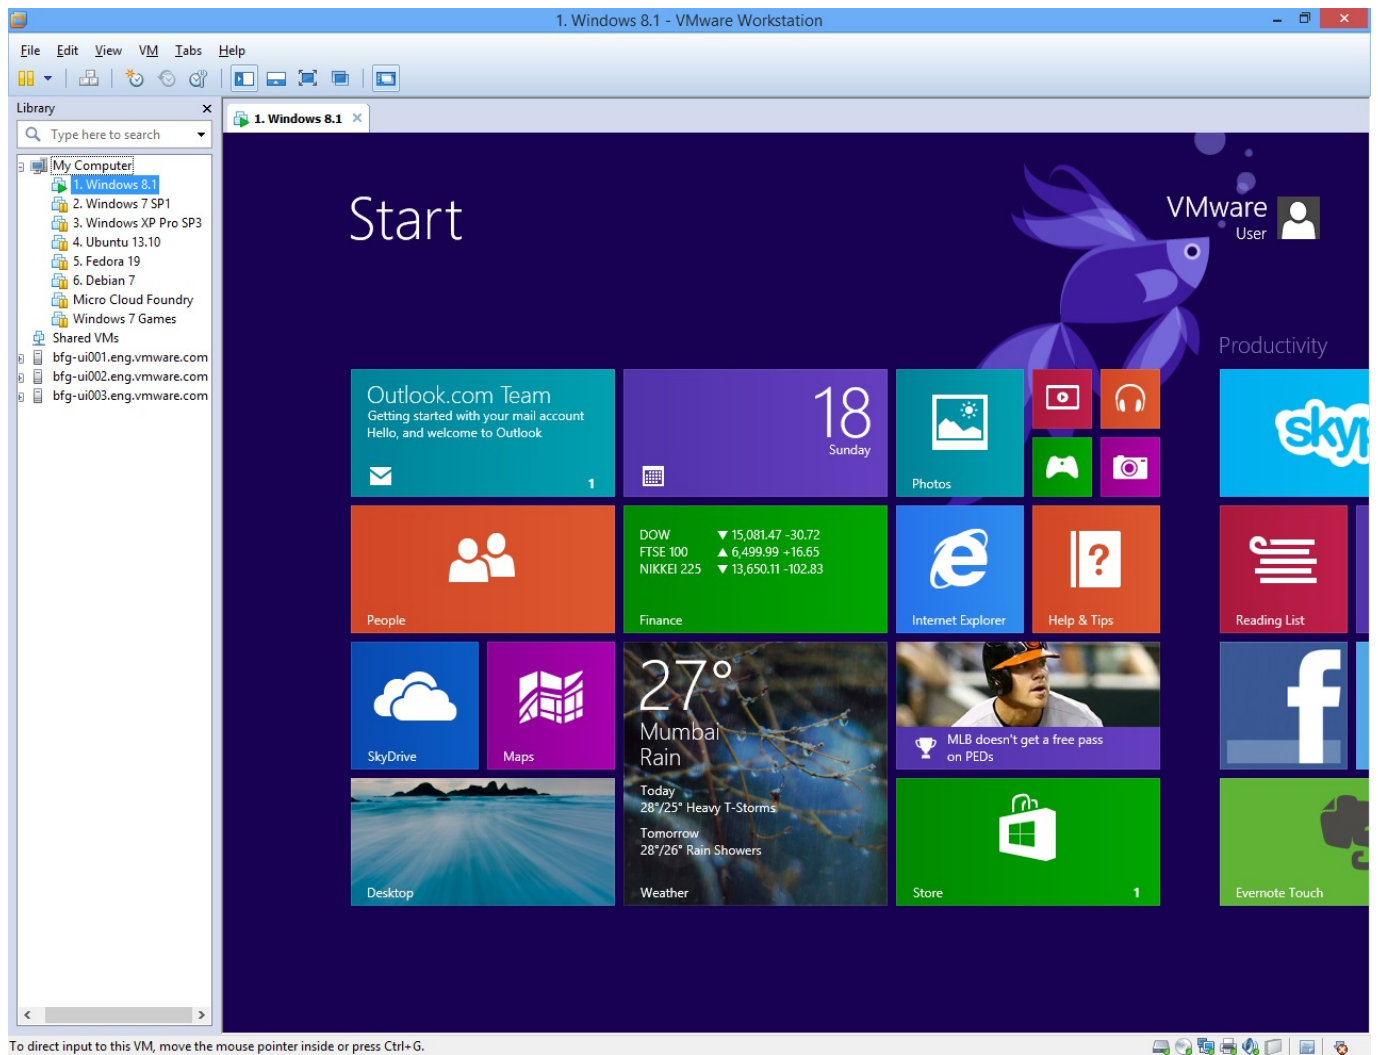 1. Windows 8.1 - VMware Workstation
File Edit View VM Tabs Help
Library
Type here to search
My Computer
1. Windows 8.1
2. Windows 7 SP1
3. Windows XP Pro SP3
4. Ubuntu 13.10
5. Fedora 19
6. Debian 7
Micro Cloud Foundry
Windows 7 Games
Shared VMs
bfg-ui001.eng.vmware.com
bfg-ui002.eng.vmware.com
bfg-ui003.eng.vmware.com
1. Windows 8.1
Start
VMware
User
Outlook.com Team
Getting started with your mail account
Hello, and welcome to Outlook
1
18
Sunday
Photos
People
DOW ▼ 15,081.47 -30.72
FTSE 100 ▲ 6,499.99 +16.65
NIKKEI 225 ▼ 13,650.11 -102.83
Finance
Internet Explorer
Help & Tips
SkyDrive
Maps
27°
Mumbai
Rain
Today
28°/25° Heavy T-Storms
Tomorrow
28°/26° Rain Showers
Weather
MLB doesn't get a free pass
on PEDs
Desktop
Store
1
Productivity
skyp
Reading List
f
Evernote Touch
To direct input to this VM, move the mouse pointer inside or press Ctrl+G.